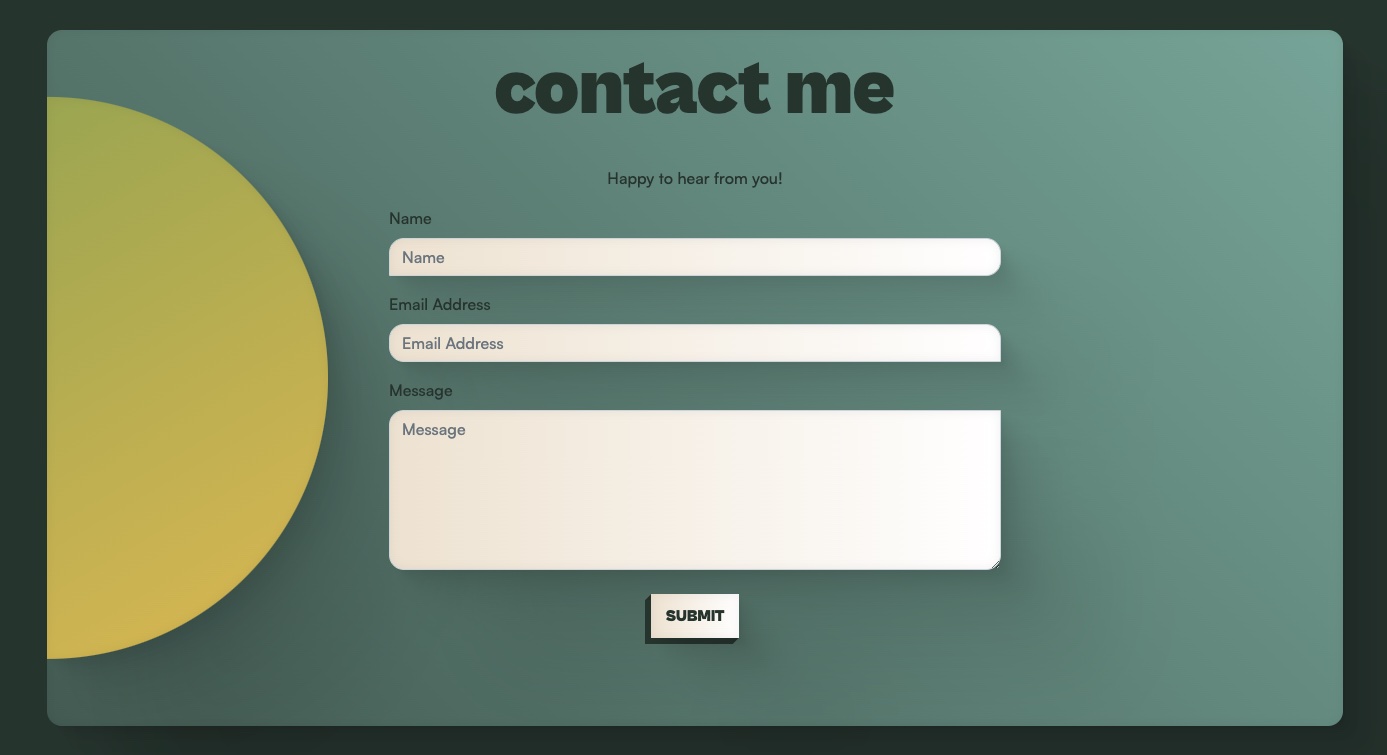 contact me
Happy to hear from you!
Name
Name
Email Address
Email Address
Message
Message
SUBMIT